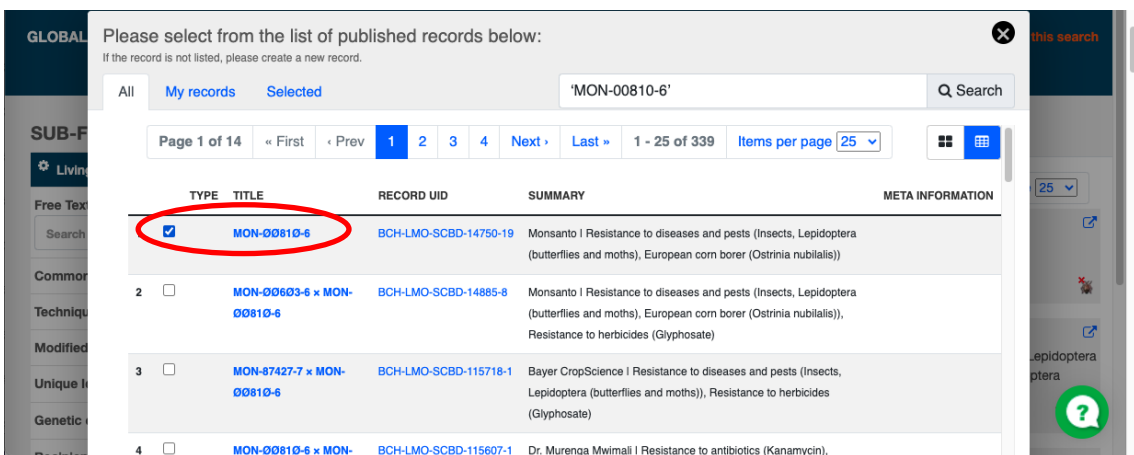 GLOBAL
this search
Please select from the list of published records below:
If the record is not listed, please create a new record.
All My records Selected ‘MON-00810-6’ Search
SUB-F
Page 1 of 14 « First ‹ Prev 1 2 3 4 Next › Last » 1 - 25 of 339 Items per page 25
Living
25
TYPE TITLE RECORD UID SUMMARY META INFORMATION
Free Text
Search
MON-ØØ81Ø-6 BCH-LMO-SCBD-14750-19 Monsanto | Resistance to diseases and pests (Insects, Lepidoptera
(butterflies and moths), European corn borer (Ostrinia nubilalis))
Common
2 MON-ØØ6Ø3-6 × MON- BCH-LMO-SCBD-14885-8 Monsanto | Resistance to diseases and pests (Insects, Lepidoptera
ØØ81Ø-6 (butterflies and moths), European corn borer (Ostrinia nubilalis)),
Resistance to herbicides (Glyphosate)
Techniqu
Modified
Lepidoptera
3 MON-87427-7 × MON- BCH-LMO-SCBD-115718-1 Bayer CropScience | Resistance to diseases and pests (Insects,
ØØ81Ø-6 Lepidoptera (butterflies and moths)), Resistance to herbicides
(Glyphosate)
ptera
Unique Id
Genetic
?
4 MON-ØØ81Ø-6 × MON- BCH-LMO-SCBD-115607-1 Dr. Murenga Mwimali | Resistance to antibiotics (Kanamycin),